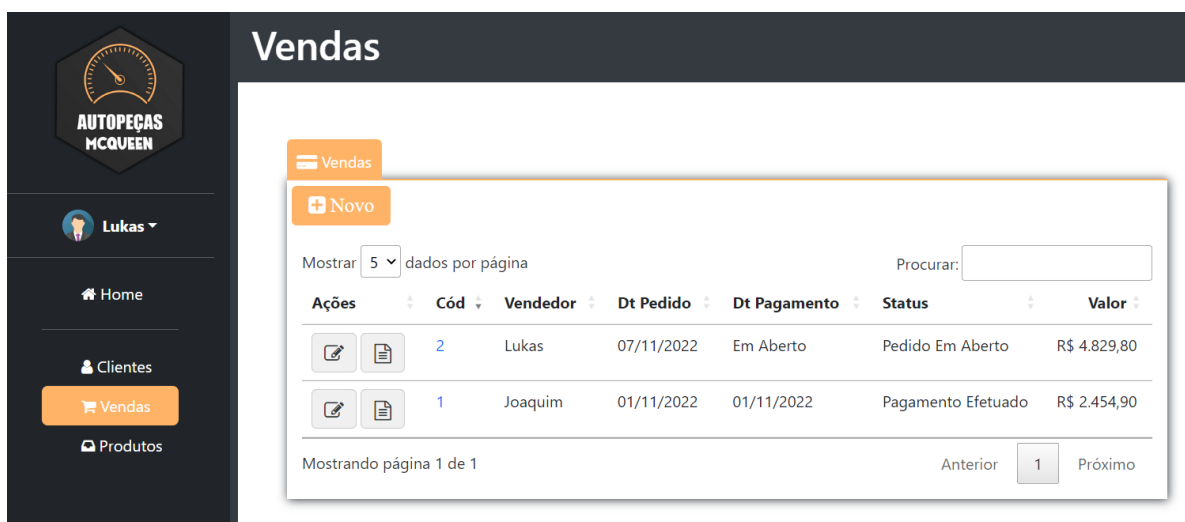 AUTOPEÇAS
MCQUEEN
Lukas
Home
Clientes
Vendas
Produtos
Vendas
Vendas
Novo
Mostrar 5 dados por página
Procurar:
Ações Cód Vendedor Dt Pedido Dt Pagamento Status Valor
2 Lukas 07/11/2022 Em Aberto Pedido Em Aberto R$ 4.829,80
1 Joaquim 01/11/2022 01/11/2022 Pagamento Efetuado R$ 2.454,90
Mostrando página 1 de 1
Anterior 1 Próximo